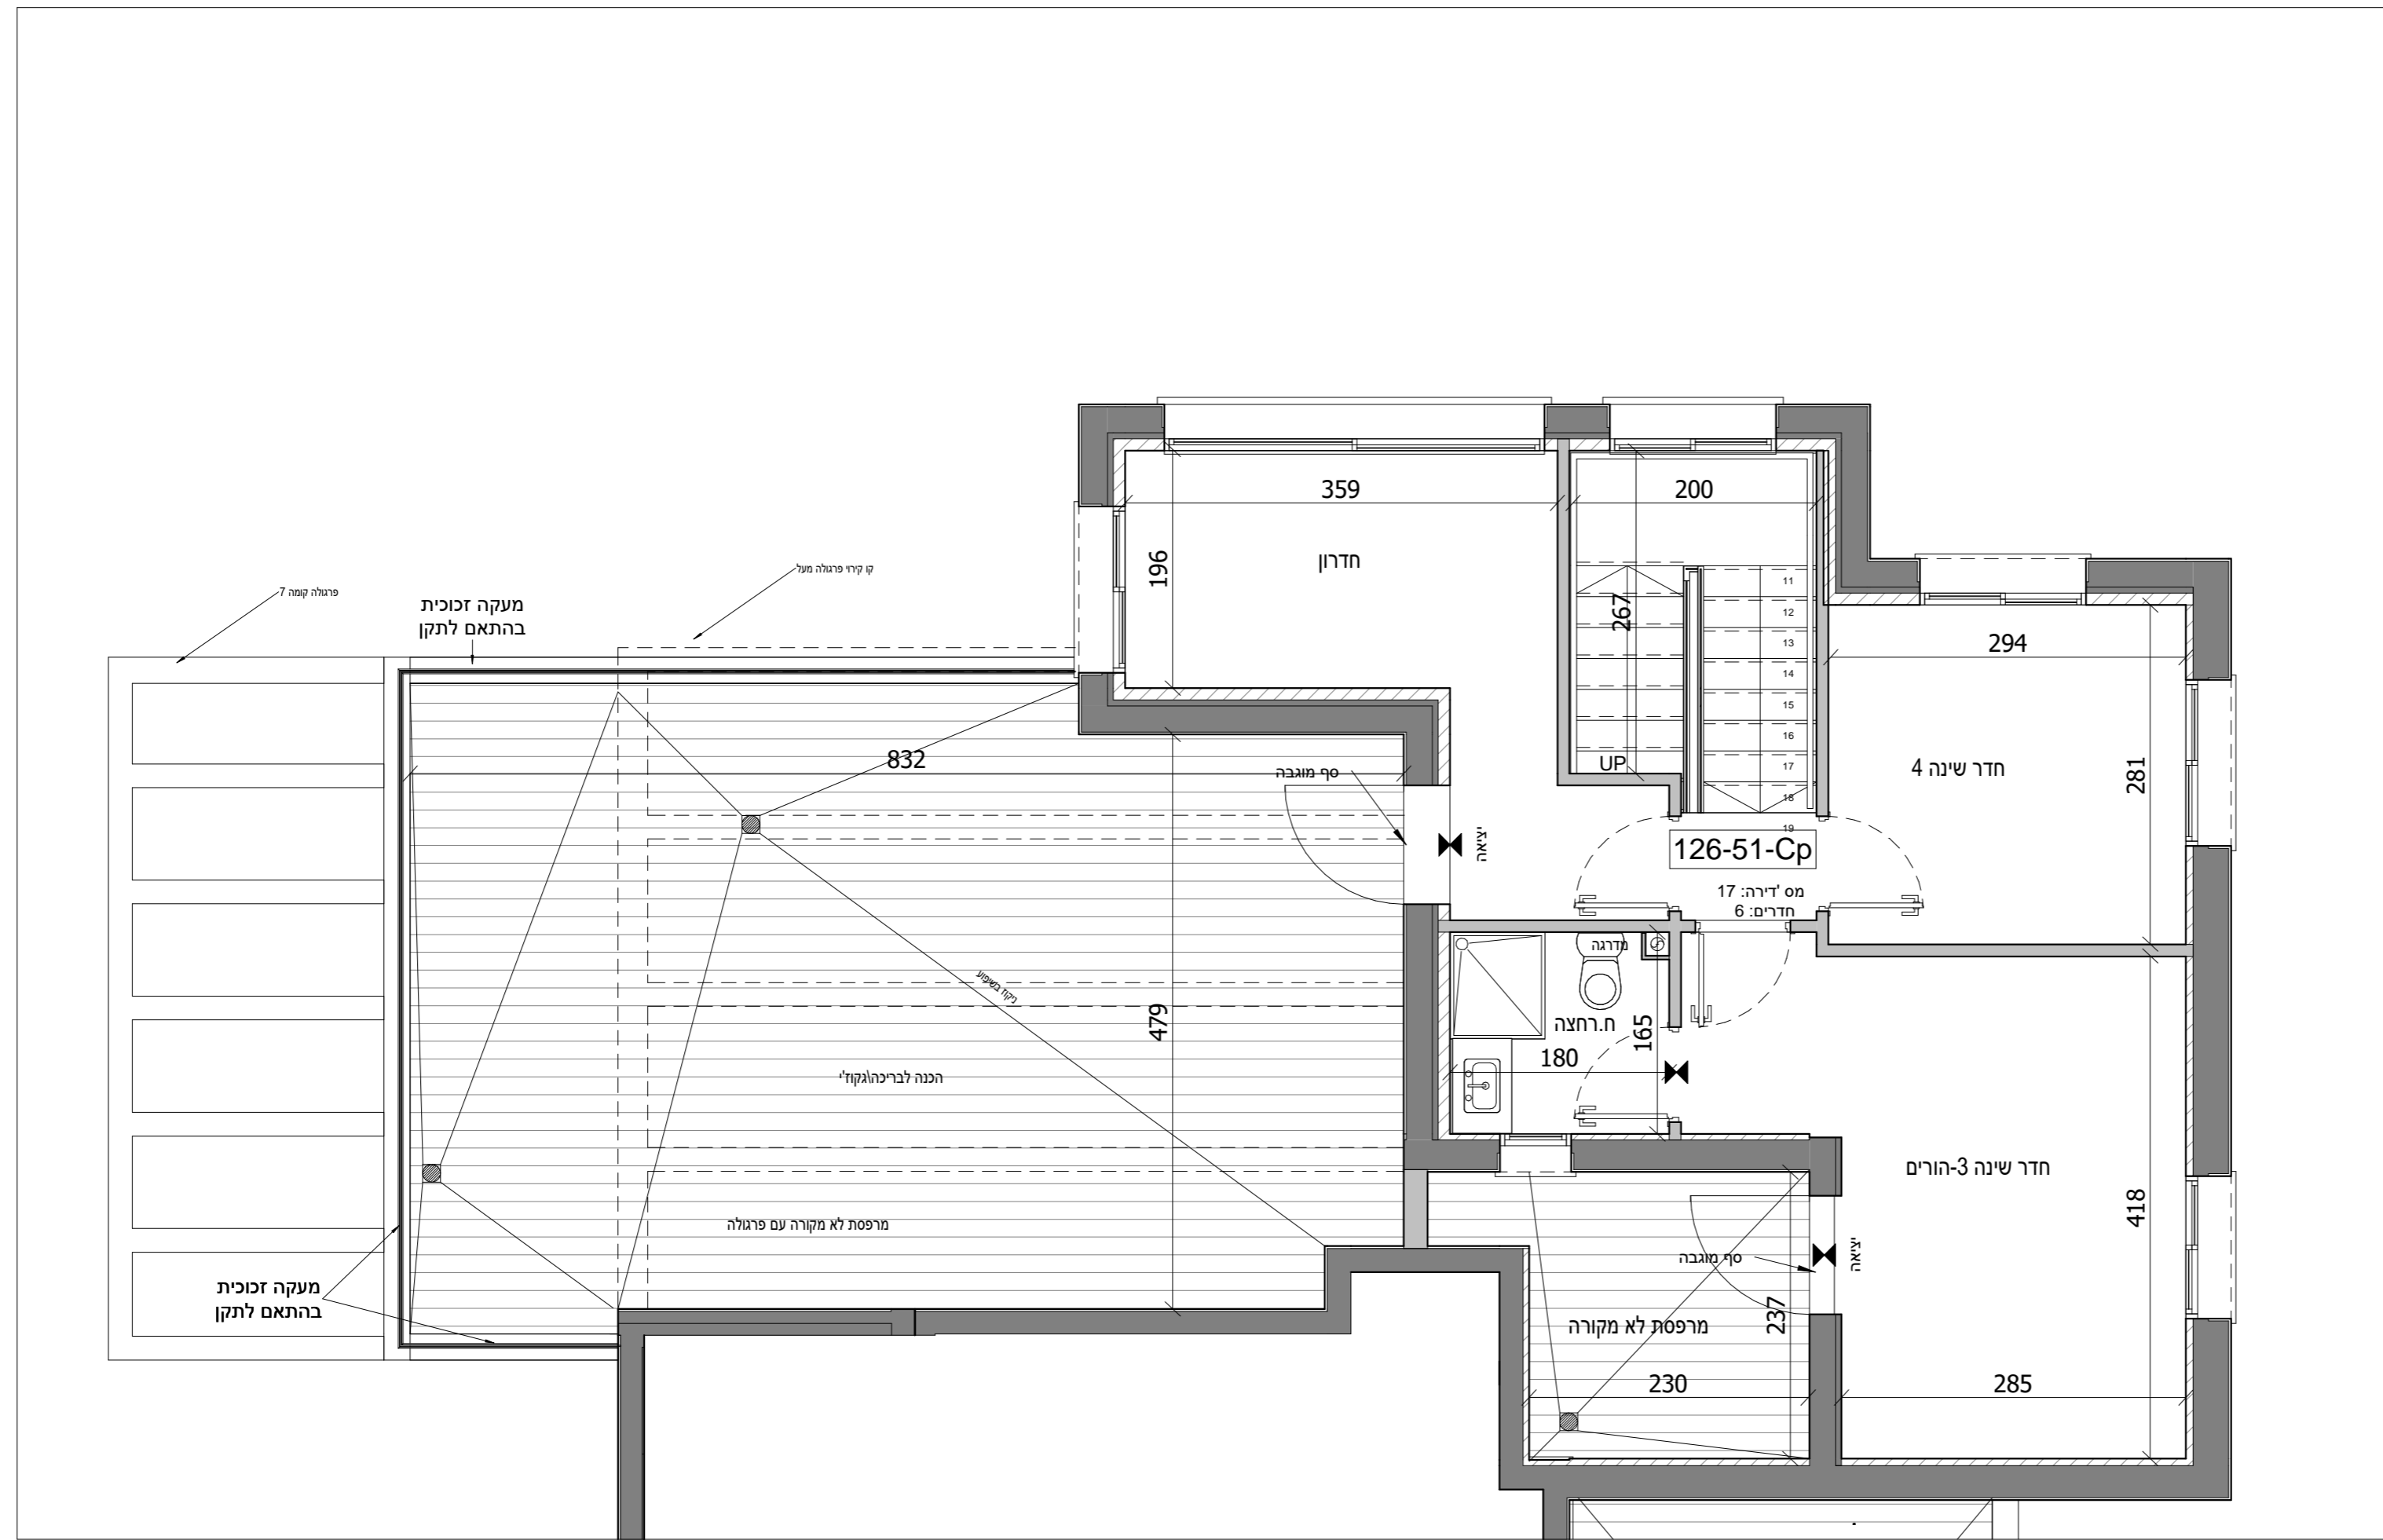 359
200
196
חדרון
267
11
12
13
14
15
16
17
18
19
UP
קו קירוי פרגולה מעל
פרגולה קומה 7
מעקה זכוכית
בהתאם לתקן
294
חדר שינה 4
281
832
סף מוגבה
יציאה
126-51-Cp
מס 'דירה: 17
חדרים: 6
מדרגה
ניקוז בשיפוע
479
ח.רחצה
165
180
הכנה לבריכה\גקוז'י
חדר שינה 3-הורים
418
מרפסת לא מקורה עם פרגולה
יציאה
סף מוגבה
מעקה זכוכית
בהתאם לתקן
מרפסת לא מקורה
237
230
285